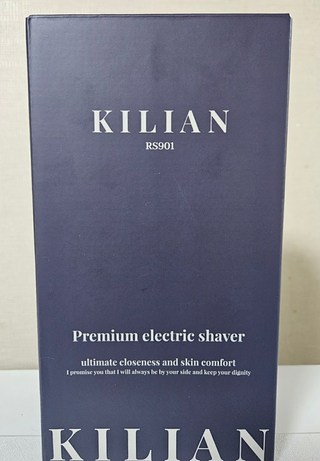 KILIAN
RS901
Premium electric shaver
ultimate closeness and skin comfort
I promise you that I will always be by your side and keep your dignity
KILIAN